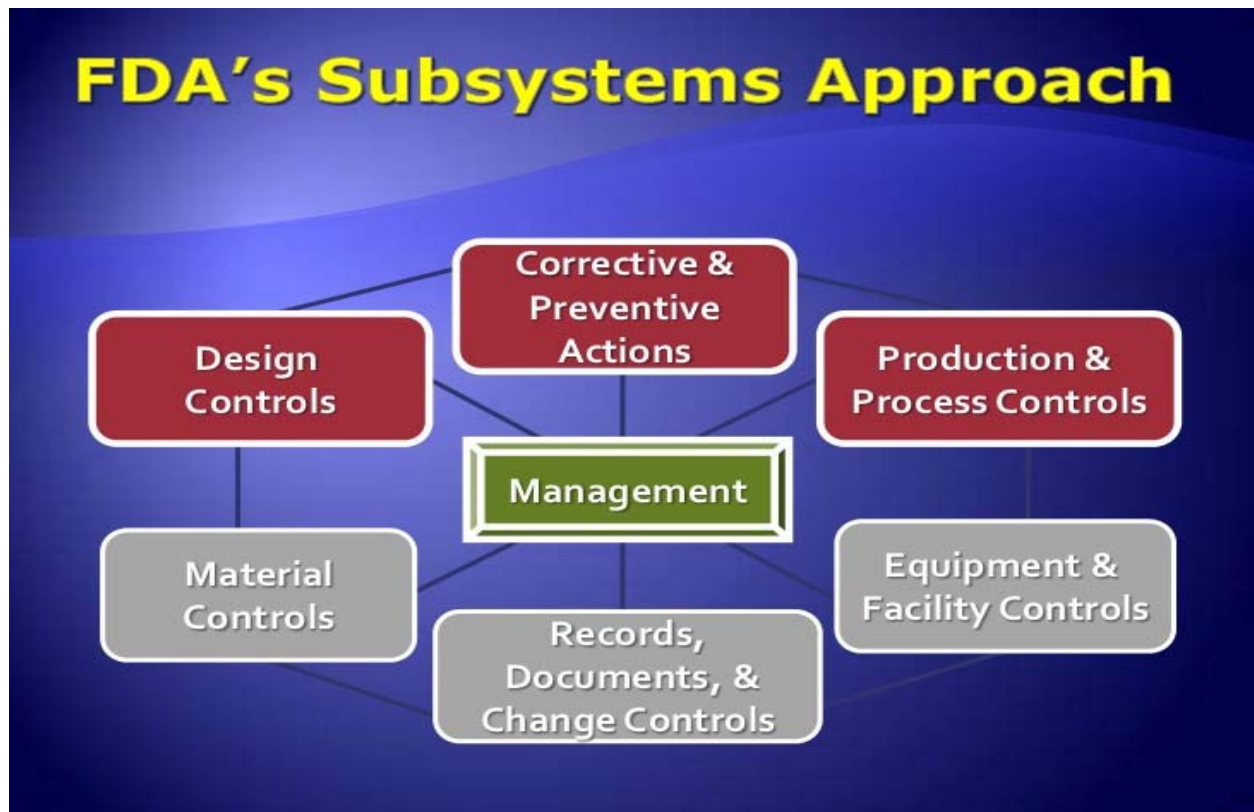 FDA's Subsystems Approach
Corrective &
Preventive
Actions
Design
Controls
Production &
Process Controls
Management
Material
Controls
Equipment &
Facility Controls
Records,
Documents, &
Change Controls